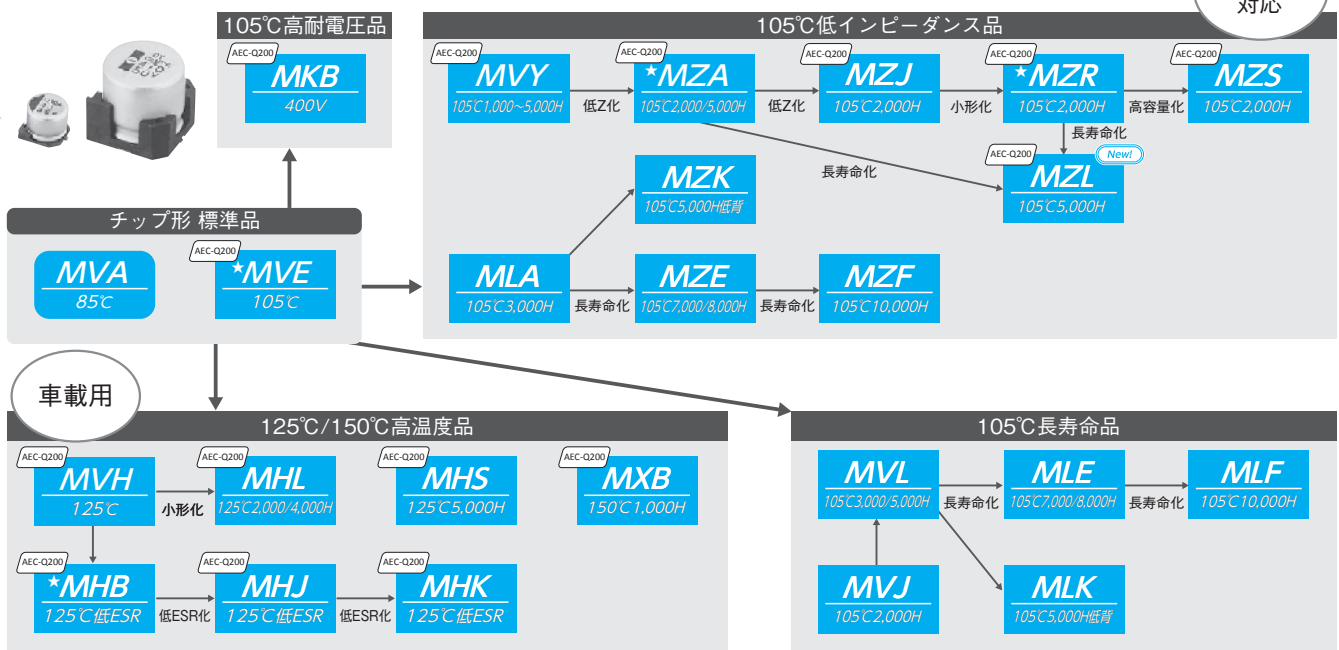 対応
105℃高耐電圧品
AEC-Q200
MKB
400V
105℃低インピーダンス品
AEC-Q200
MVY
105℃1,000~5,000H
低Z化
AEC-Q200
★MZA
105℃2,000/5,000H
低Z化
AEC-Q200
MZJ
105℃2,000H
小形化
AEC-Q200
★MZR
105℃2,000H
高容量化
AEC-Q200
MZS
105℃2,000H
長寿命化
長寿命化
AEC-Q200
New!
MZL
105℃5,000H
MZK
105℃5,000H低背
MLA
105℃3,000H
長寿命化
MZE
105℃7,000/8,000H
長寿命化
MZF
105℃10,000H
チップ形 標準品
MVA
85℃
AEC-Q200
★MVE
105℃
車載用
125℃/150℃高温度品
AEC-Q200
MVH
125℃
小形化
AEC-Q200
MHL
125℃2,000/4,000H
AEC-Q200
MHS
125℃5,000H
AEC-Q200
MXB
150℃1,000H
AEC-Q200
★MHB
125℃低ESR
低ESR化
AEC-Q200
MHJ
125℃低ESR
低ESR化
AEC-Q200
MHK
125℃低ESR
105℃長寿命品
MVL
105℃3,000/5,000H
長寿命化
MLE
105℃7,000/8,000H
長寿命化
MLF
105℃10,000H
MVJ
105℃2,000H
MLK
105℃5,000H低背